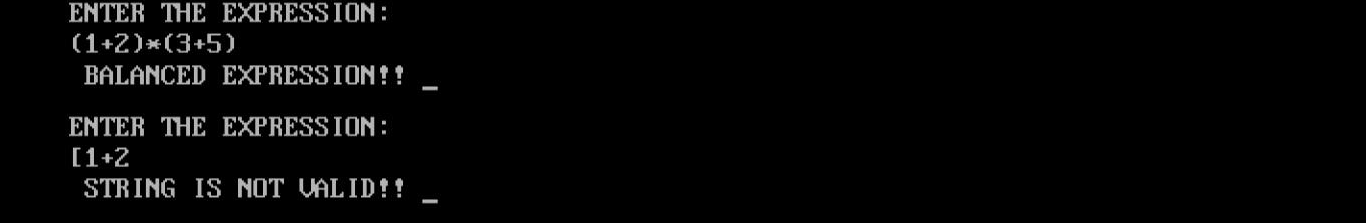 ENTER THE EXPRESSION:
(1+2)*(3+5)
BALANCED EXPRESSION!! _
ENTER THE EXPRESSION:
[1+2
STRING IS NOT VALID!! _